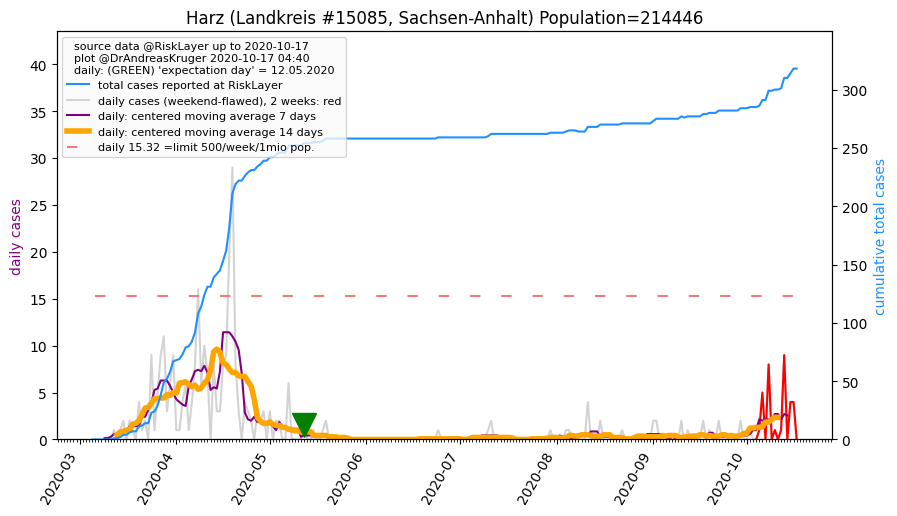 Harz (Landkreis #15085, Sachsen-Anhalt) Population=214446
source data @RiskLayer up to 2020-10-17
plot @DrAndreasKruger 2020-10-17 04:40
daily: (GREEN) 'expectation day' = 12.05.2020
total cases reported at RiskLayer
daily cases (weekend-flawed), 2 weeks: red
daily: centered moving average 7 days
daily: centered moving average 14 days
daily 15.32 =limit 500/week/1mio pop.
daily cases
40
35
30
25
20
15
10
5
0
cumulative total cases
300
250
200
150
100
50
0
2020-03
2020-04
2020-05
2020-06
2020-07
2020-08
2020-09
2020-10